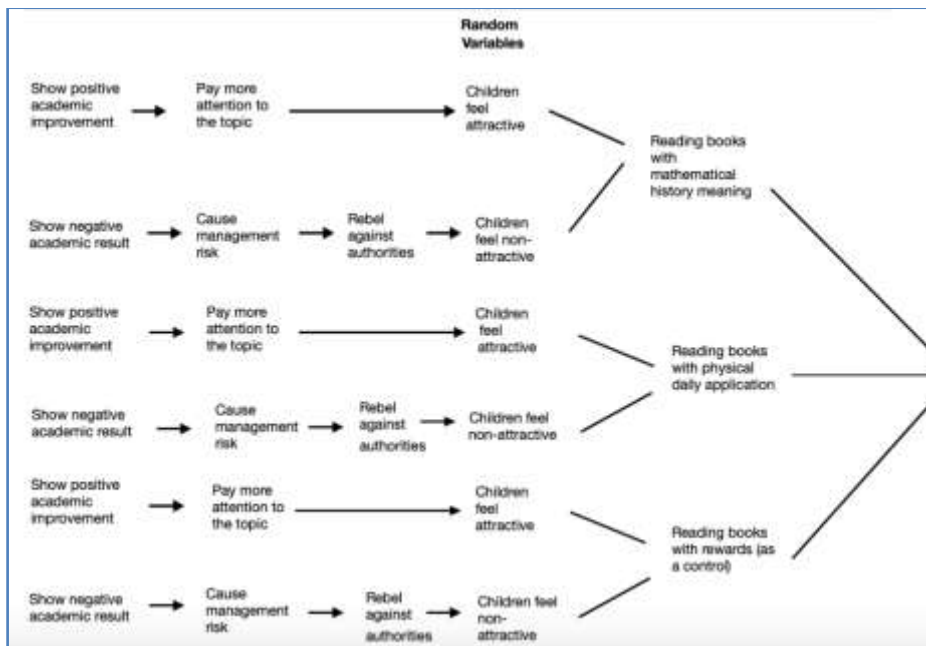 Random
Variables
Show positive
academic
improvement
Pay more
attention to
the topic
Children
feel
attractive
Reading books
with
mathematical
history meaning
Show negative
academic result
Cause
management
risk
Rebel
against
authorities
Children
feel non-
attractive
Show positive
academic
improvement
Pay more
attention to
the topic
Children
feel
attractive
Reading books
with physical
daily application
Show negative
academic result
Cause
management
risk
Rebel
against
authorities
Children feel
non-attractive
Show positive
academic
improvement
Pay more
attention to
the topic
Children
feel
attractive
Reading books
with rewards (as
a control)
Show negative
academic result
Cause
management
risk
Rebel
against
authorities
Children feel
non-
attractive